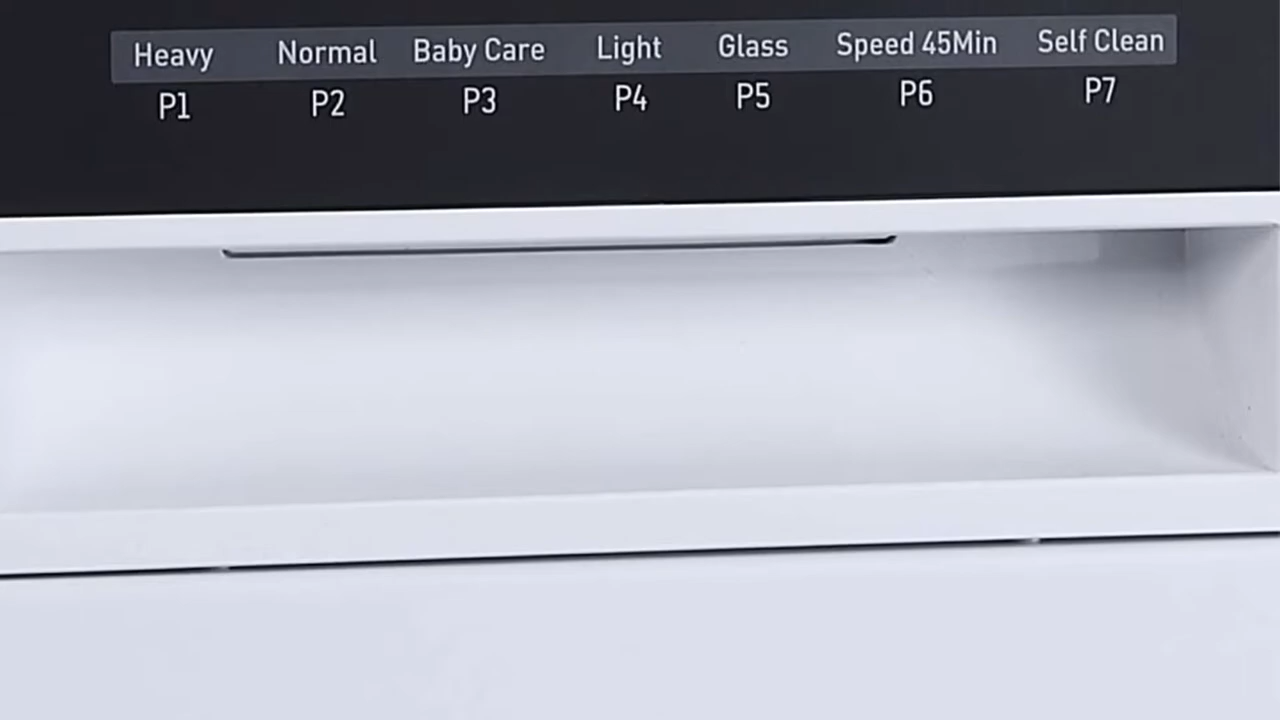 Heavy Normal Baby Care Light Glass Speed 45Min Self Clean
P1 P2 P3 P4 P5 P6 P7